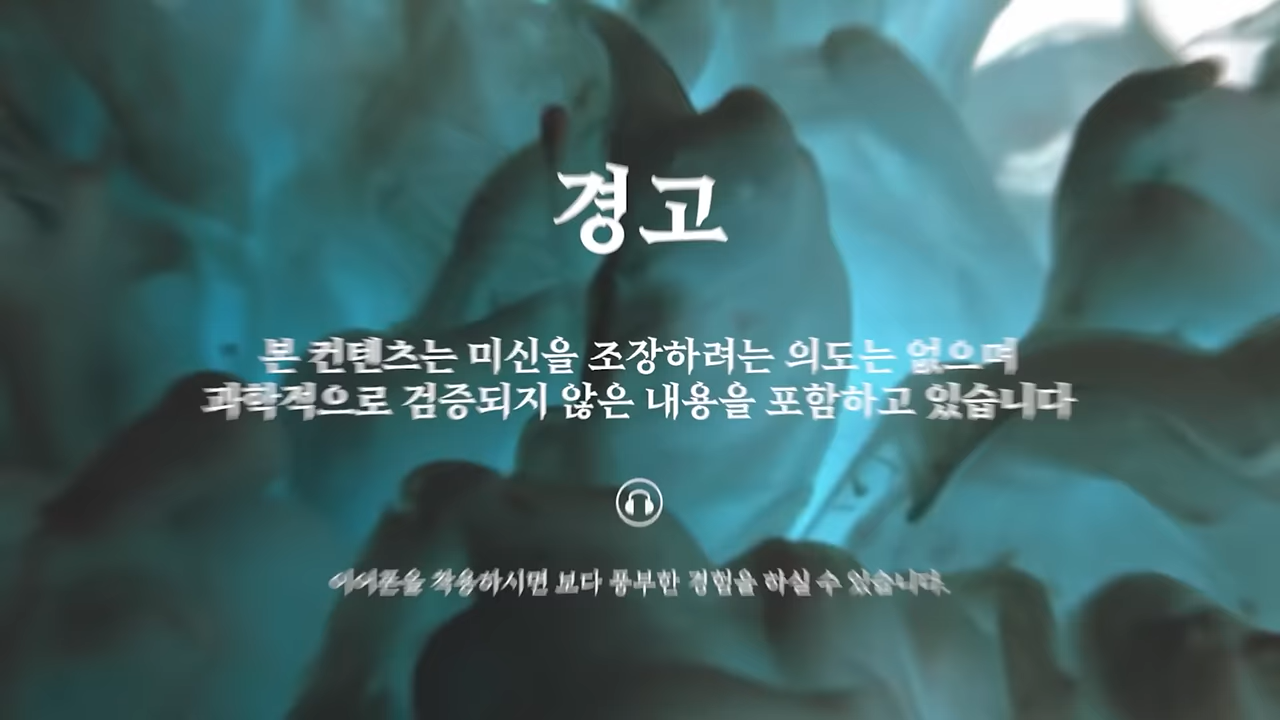 경고
본 컨텐츠는 미신을 조장하려는 의도는 없으며
과학적으로 검증되지 않은 내용을 포함하고 있습니다
이어폰을 착용하시면 보다 풍부한 경험을 하실 수 있습니다.